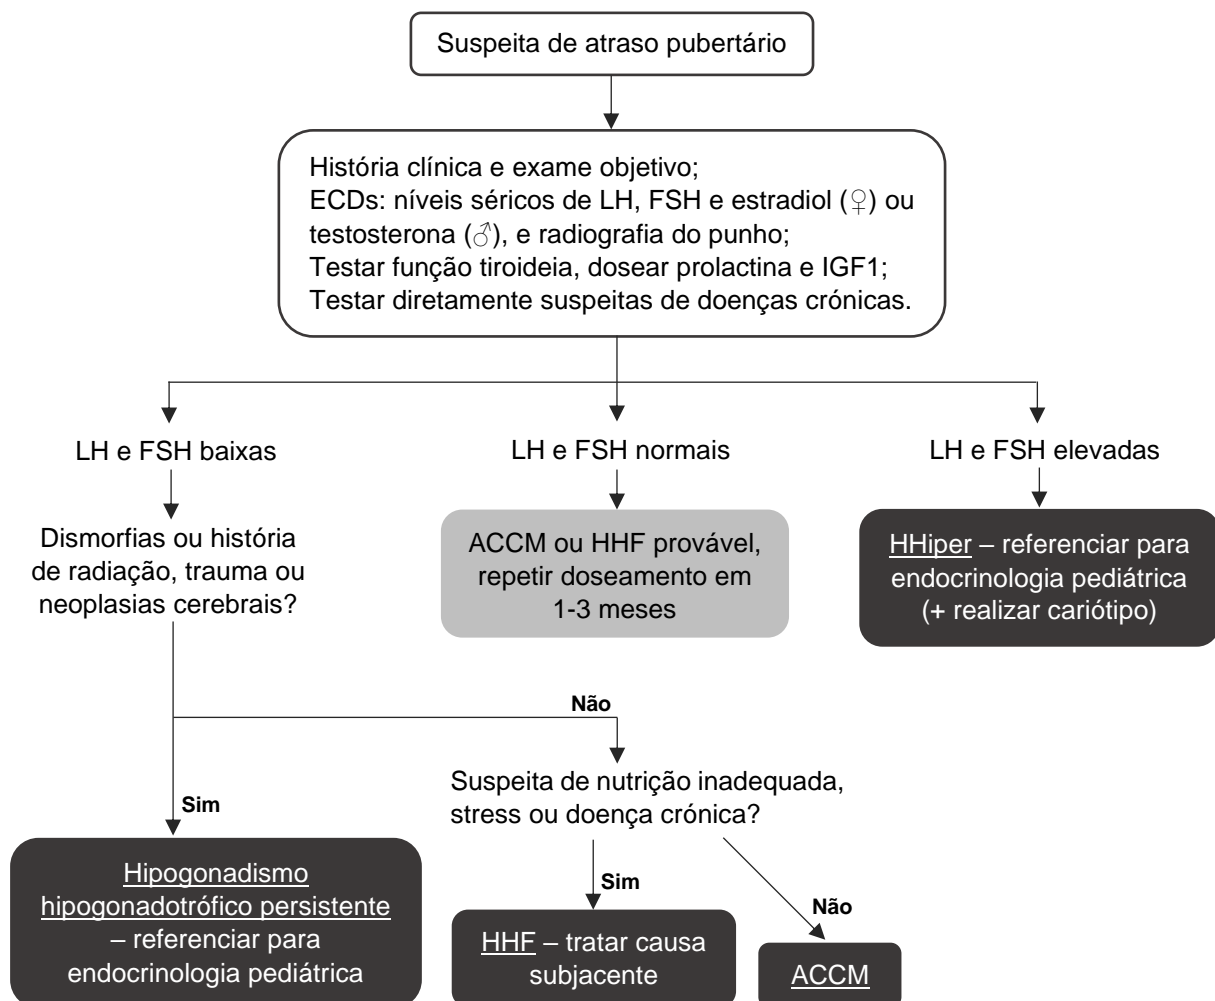 Suspeita de atraso pubertário
História clínica e exame objetivo;
ECDs: níveis séricos de LH, FSH e estradiol (♀) ou
testosterona (♂), e radiografia do punho;
Testar função tiroideia, dosear prolactina e IGF1;
Testar diretamente suspeitas de doenças crónicas.
LH e FSH baixas
LH e FSH normais
LH e FSH elevadas
Dismorfias ou história
de radiação, trauma ou
neoplasias cerebrais?
ACCM ou HHF provável,
repetir doseamento em
1-3 meses
HHiper – referenciar para
endocrinologia pediátrica
(+ realizar cariótipo)
Não
Suspeita de nutrição inadequada,
stress ou doença crónica?
Sim
Hipogonadismo
hipogonadotrófico persistente
– referenciar para
endocrinologia pediátrica
Sim
HHF – tratar causa
subjacente
Não
ACCM